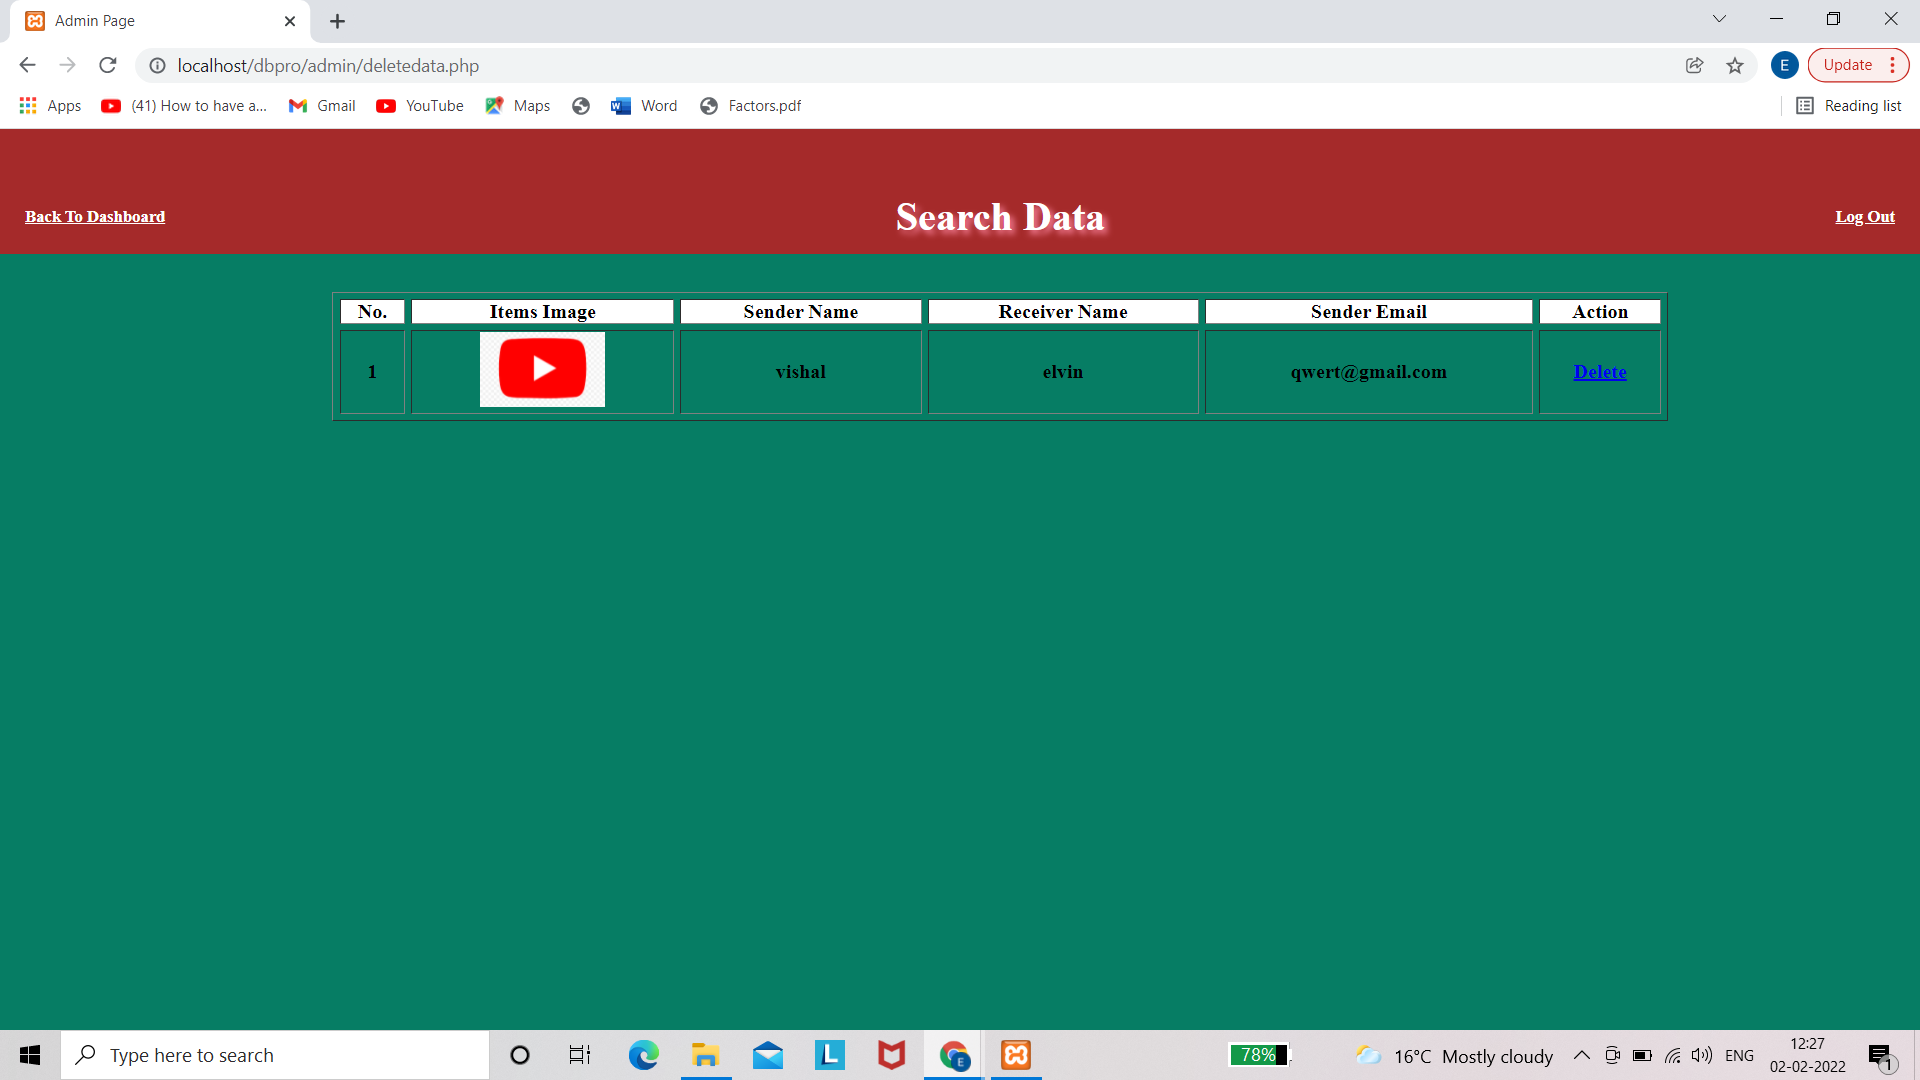 Admin Page
localhost/dbpro/admin/deletedata.php
E
Update
Apps
(41) How to have a...
Gmail
YouTube
Maps
Word
Factors.pdf
Reading list
Back To Dashboard
Search Data
Log Out
No. Items Image Sender Name Receiver Name Sender Email Action
1 vishal elvin qwert@gmail.com Delete
Type here to search
L
E
78%
16°C Mostly cloudy
ENG
12:27
02-02-2022
1